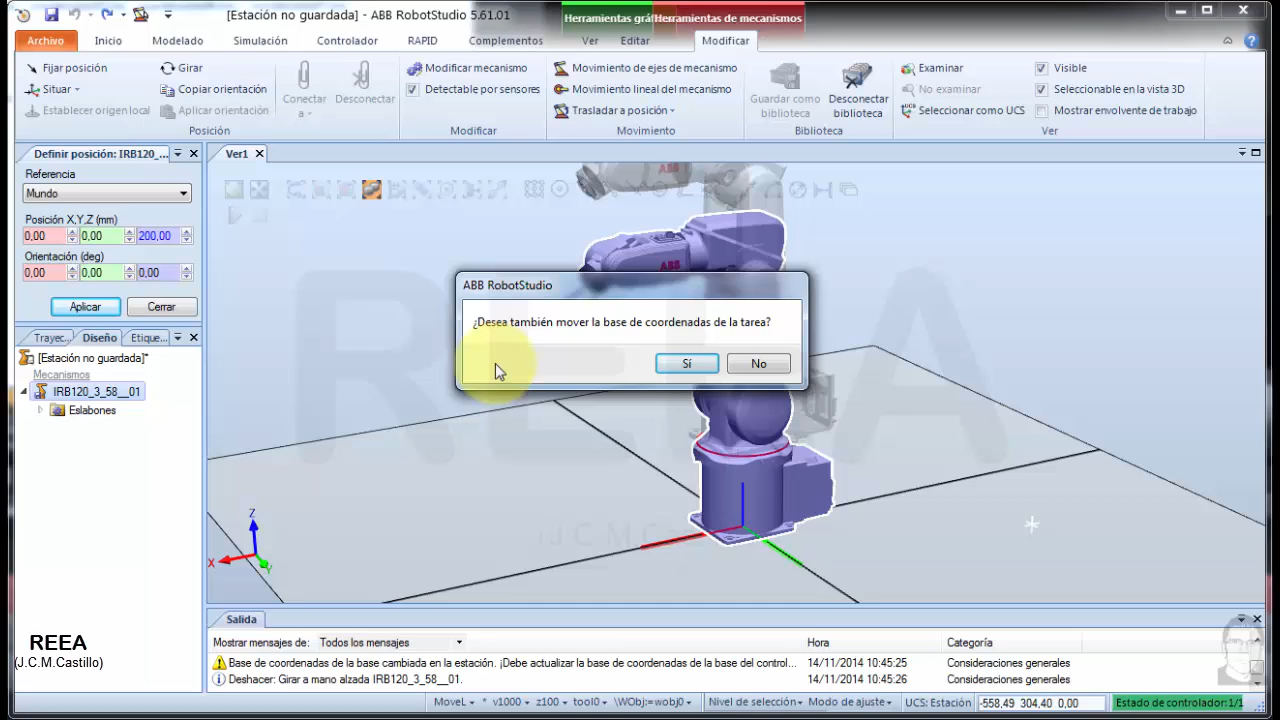 [Estación no guardada] - ABB RobotStudio 5.61.01
Herramientas gráf
Herramientas de mecanismos
Archivo Inicio Modelado Simulación Controlador RAPID Complementos Ver Editar Modificar
Fijar posición
Situar
Establecer origen local
Girar
Copiar orientación
Aplicar orientación
Conectar a
Desconectar
Posición
Modificar mecanismo
Detectable por sensores
Modificar
Movimiento de ejes de mecanismo
Movimiento lineal del mecanismo
Trasladar a posición
Movimiento
Guardar como biblioteca
Desconectar biblioteca
Biblioteca
Examinar
No examinar
Seleccionar como UCS
Visible
Seleccionable en la vista 3D
Mostrar envolvente de trabajo
Ver
Definir posición: IRB120_...
Referencia
Mundo
Posición X,Y,Z (mm)
0,00 0,00 200,00
Orientación (deg)
0,00 0,00 0,00
Aplicar Cerrar
Trayec... Diseño Etique...
[Estación no guardada]*
Mecanismos
IRB120_3_58__01
Eslabones
REEA
(J.C.M.Castillo)
Ver1
ABB
ABB
ABB RobotStudio
¿Desea también mover la base de coordenadas de la tarea?
Sí No
REEA
(J.C.M.Cas
Z
X
Y
Salida
Mostrar mensajes de: Todos los mensajes Hora Categoría
Base de coordenadas de la base cambiada en la estación. ¡Debe actualizar la base de coordenadas de la base del control... 14/11/2014 10:45:25 Consideraciones generales
Deshacer: Girar a mano alzada IRB120_3_58__01. 14/11/2014 10:45:26 Consideraciones generales
MoveL * v1000 z100 tool0 \WObj:=wobj0 Nivel de selección Modo de ajuste UCS: Estación -558,49 304,40 0,00 Estado de controlador: 1/1